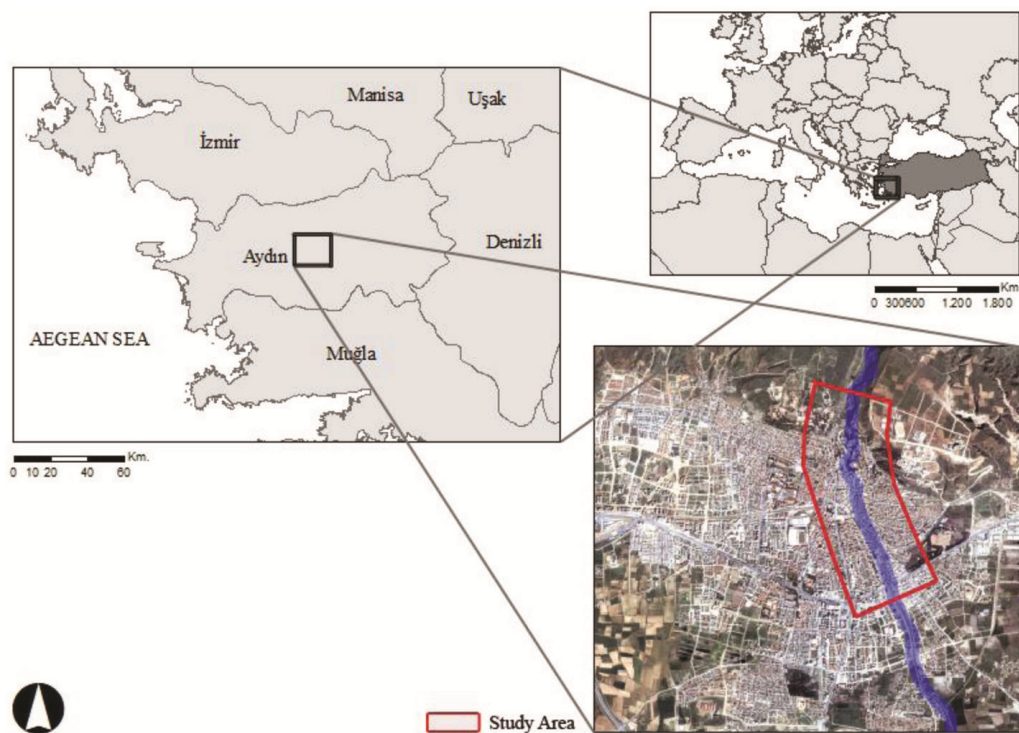 Manisa
Uşak
İzmir
Denizli
Aydın
AEGEAN SEA
Muğla
Km.
0 10 20 40 60
Km
0 300600 1.200 1.800
Study Area